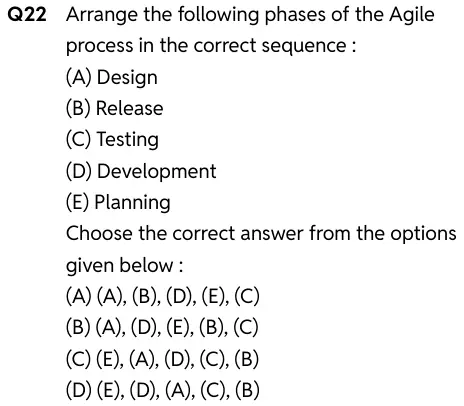 Q22 Arrange the following phases of the Agile
process in the correct sequence :
(A) Design
(B) Release
(C) Testing
(D) Development
(E) Planning
Choose the correct answer from the options
given below :
(A) (A), (B), (D), (E), (C)
(B) (A), (D), (E), (B), (C)
(C) (E), (A), (D), (C), (B)
(D) (E), (D), (A), (C), (B)